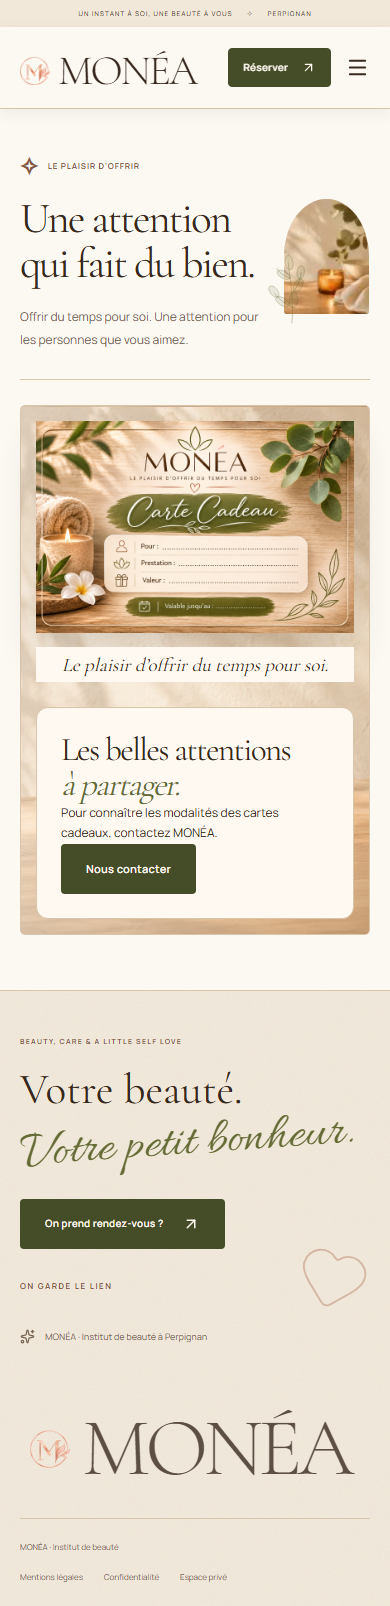 UN INSTANT À SOI, UNE BEAUTÉ À VOUS ✧ PERPIGNAN
M MONÉA
Réserver
LE PLAISIR D'OFFRIR
Une attention
qui fait du bien.
Offrir du temps pour soi. Une attention pour
les personnes que vous aimez.
MONÉA
LE PLAISIR D'OFFRIR DU TEMPS POUR SOI
Carte Cadeau
Pour :
Prestation :
Valeur :
Valable jusqu'au :
Le plaisir d'offrir du temps pour soi.
Les belles attentions
à partager.
Pour connaître les modalités des cartes
cadeaux, contactez MONÉA.
Nous contacter
BEAUTY, CARE & A LITTLE SELF LOVE
Votre beauté.
Votre petit bonheur.
On prend rendez-vous ?
ON GARDE LE LIEN
MONÉA · Institut de beauté à Perpignan
M MONÉA
MONÉA · Institut de beauté
Mentions légales Confidentialité Espace privé